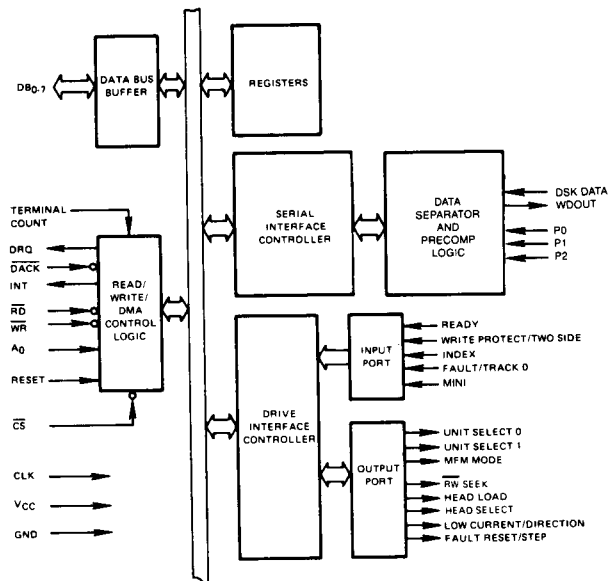 DB0-7
DATA BUS
BUFFER
REGISTERS
SERIAL
INTERFACE
CONTROLLER
DATA
SEPARATOR
AND
PRECOMP
LOGIC
DSK DATA
WDOUT
P0
P1
P2
TERMINAL
COUNT
DRQ
DACK
INT
RD
WR
A0
RESET
CS
READ/
WRITE/
DMA
CONTROL
LOGIC
CLK
VCC
GND
DRIVE
INTERFACE
CONTROLLER
INPUT
PORT
READY
WRITE PROTECT/TWO SIDE
INDEX
FAULT/TRACK 0
MINI
OUTPUT
PORT
UNIT SELECT 0
UNIT SELECT 1
MFM MODE
RW SEEK
HEAD LOAD
HEAD SELECT
LOW CURRENT/DIRECTION
FAULT RESET/STEP